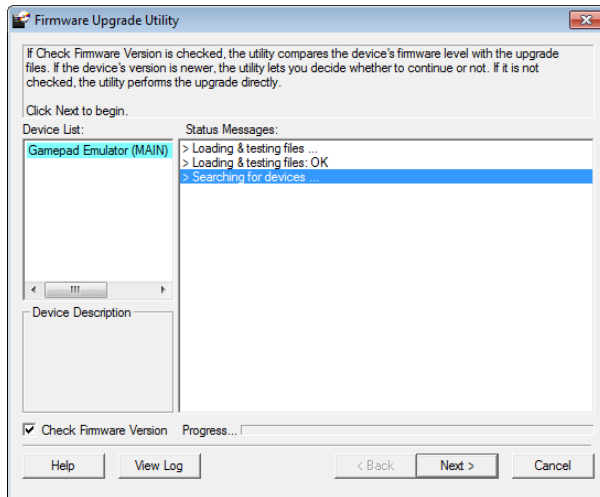 Firmware Upgrade Utility
If Check Firmware Version is checked, the utility compares the device's firmware level with the upgrade
files. If the device's version is newer, the utility lets you decide whether to continue or not. If it is not
checked, the utility performs the upgrade directly.
Click Next to begin.
Device List: Status Messages:
Gamepad Emulator (MAIN)
> Loading & testing files ...
> Loading & testing files: OK
> Searching for devices ...
Device Description
Check Firmware Version Progress...
Help View Log < Back Next > Cancel